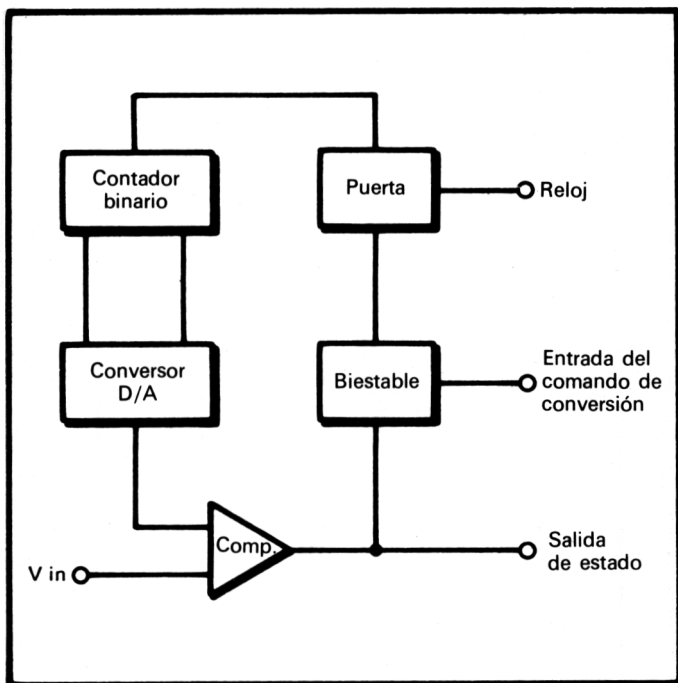 Contador
binario
Puerta
Reloj
Conversor
D/A
Biestable
Entrada del
comando de
conversión
Comp.
V in
Salida
de estado